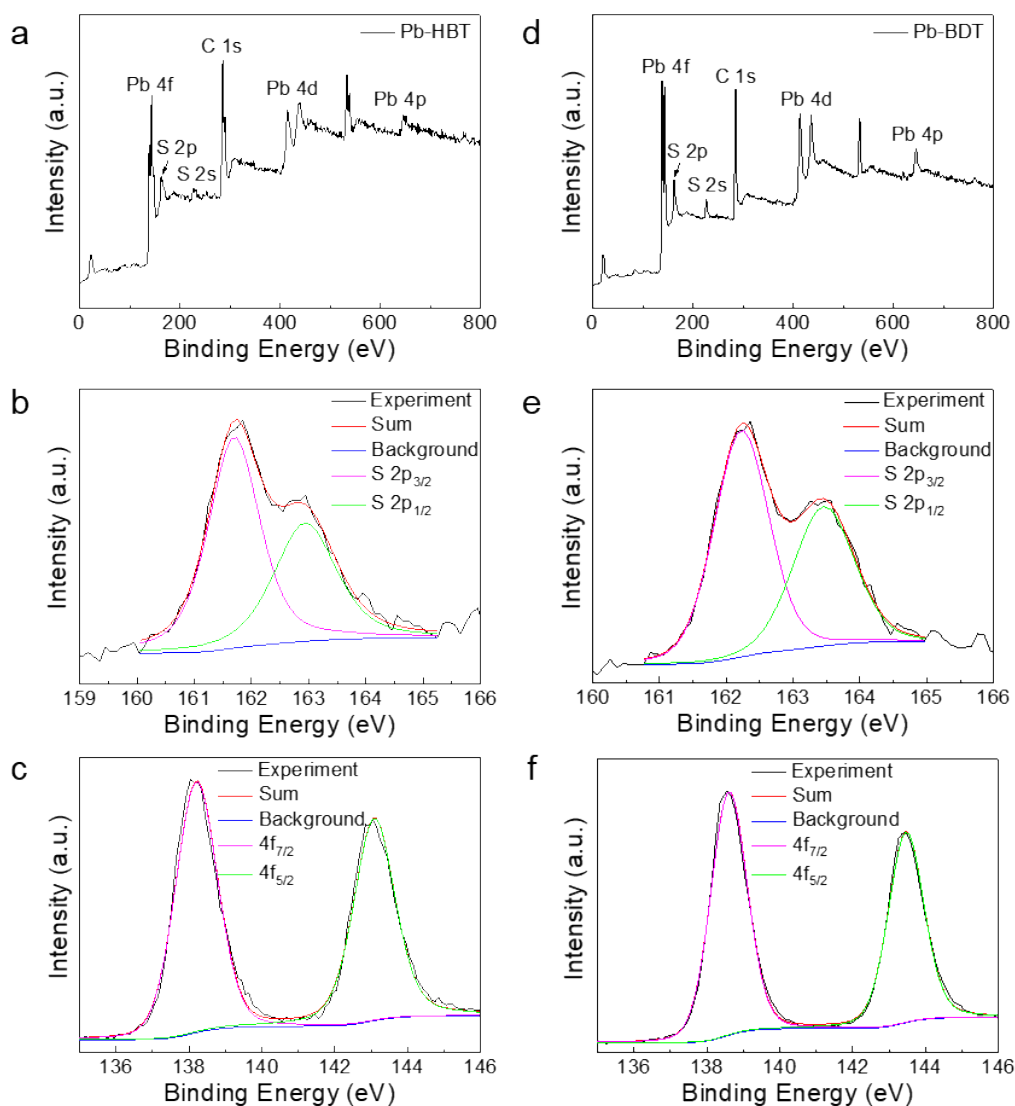 a
Pb-HBT
C 1s
Pb 4f
Pb 4d
Pb 4p
S 2p
S 2s
Intensity (a.u.)
0 200 400 600 800
Binding Energy (eV)
d
Pb-BDT
Pb 4f
C 1s
Pb 4d
Pb 4p
S 2p
S 2s
Intensity (a.u.)
0 200 400 600 800
Binding Energy (eV)
b
Experiment
Sum
Background
S 2p3/2
S 2p1/2
Intensity (a.u.)
159 160 161 162 163 164 165 166
Binding Energy (eV)
e
Experiment
Sum
Background
S 2p3/2
S 2p1/2
Intensity (a.u.)
160 161 162 163 164 165 166
Binding Energy (eV)
c
Experiment
Sum
Background
4f7/2
4f5/2
Intensity (a.u.)
136 138 140 142 144 146
Binding Energy (eV)
f
Experiment
Sum
Background
4f7/2
4f5/2
Intensity (a.u.)
136 138 140 142 144 146
Binding Energy (eV)